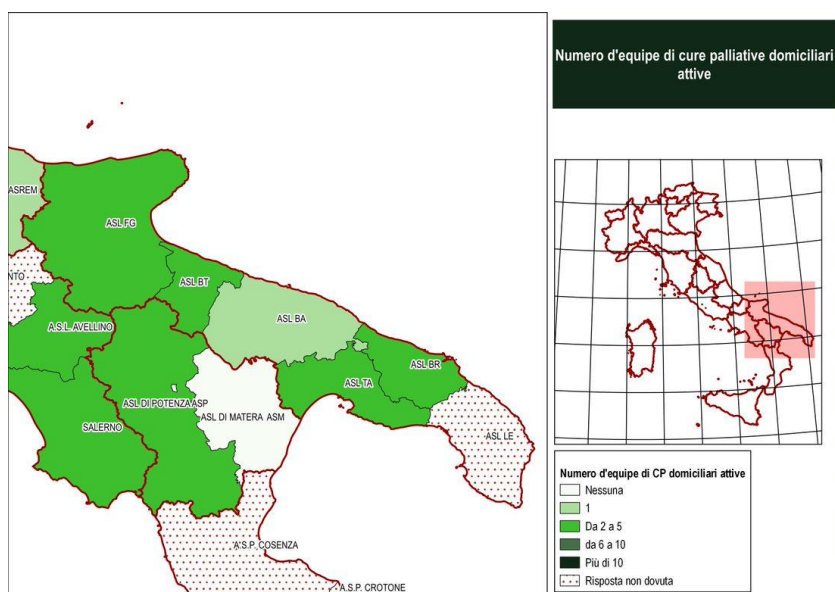 Numero d'equipe di cure palliative domiciliari
attive
ASREM
ASL FG
NTO
ASL BT
ASL BA
A.S.L. AVELLINO
ASL BR
ASL TA
ASL DI POTENZA ASP
ASL DI MATERA ASM
SALERNO
ASL LE
A.S.P. COSENZA
A.S.P. CROTONE
Numero d'equipe di CP domiciliari attive
Nessuna
1
Da 2 a 5
da 6 a 10
Più di 10
Risposta non dovuta